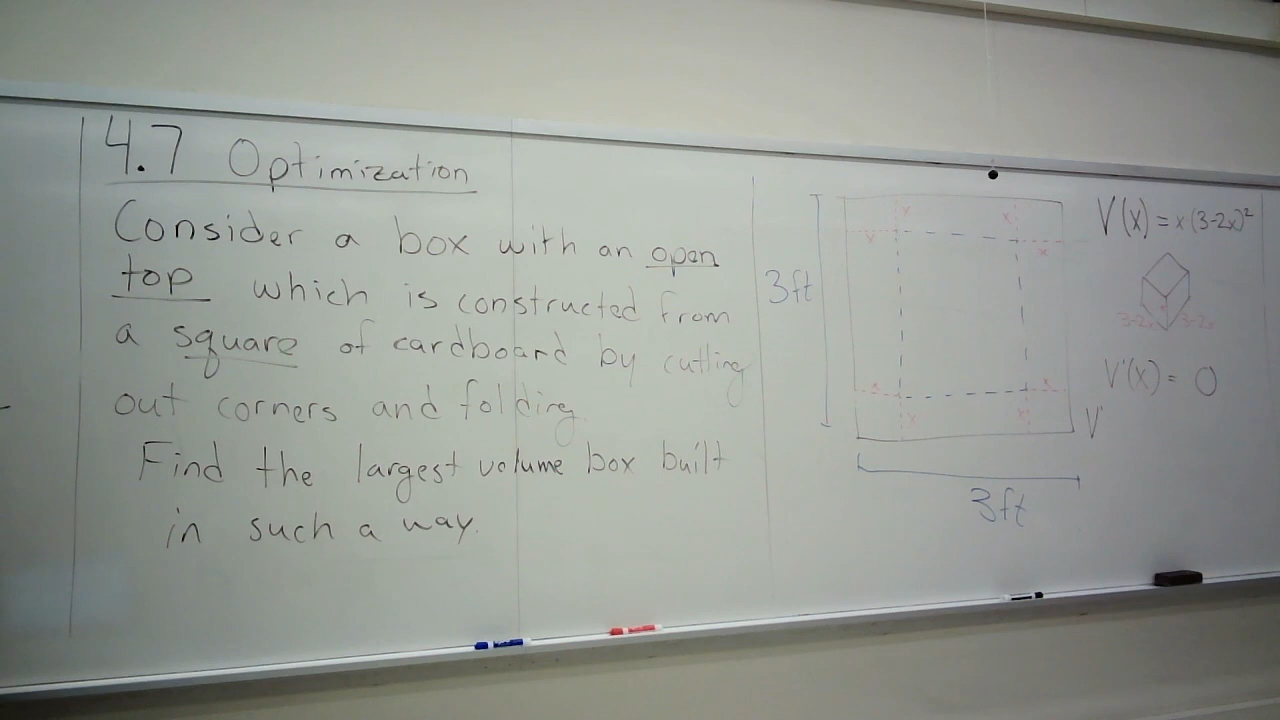 4.7 Optimization
Consider a box with an open
top which is constructed from
a square of cardboard by cutting
out corners and folding.
Find the largest volume box built
in such a way.
3ft
x x
x x
x x
x x
V'
3ft
V(x) = x(3-2x)²
3-2x 3-2x
V'(x) = 0